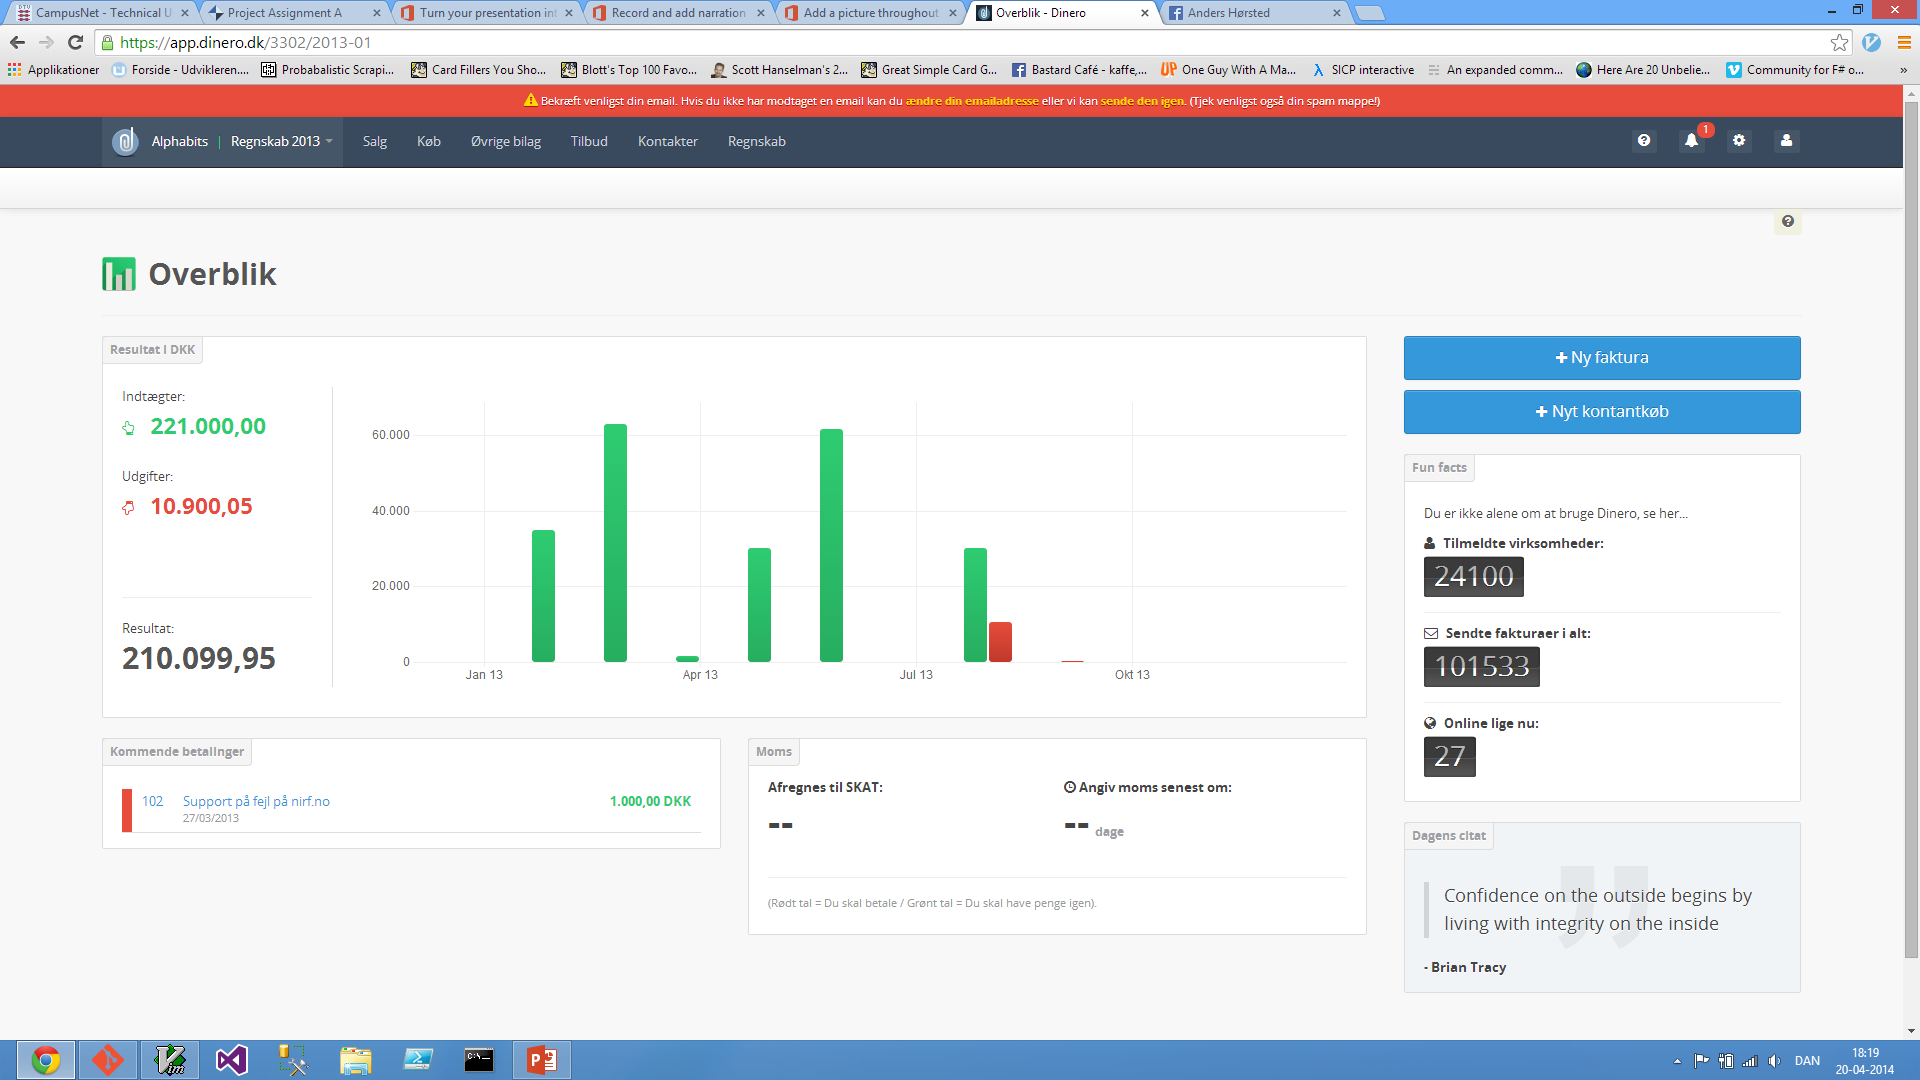 CampusNet - Technical U
Project Assignment A
Turn your presentation int
Record and add narration
Add a picture throughout
Overblik - Dinero
Anders Hørsted
https://app.dinero.dk/3302/2013-01
Applikationer
Forside - Udvikleren....
Probabalistic Scrapi...
Card Fillers You Sho...
Blott's Top 100 Favo...
Scott Hanselman's 2...
Great Simple Card G...
Bastard Café - kaffe,...
One Guy With A Ma...
SICP interactive
An expanded comm...
Here Are 20 Unbelie...
Community for F# o...
»
Bekræft venligst din email. Hvis du ikke har modtaget en email kan du ændre din emailadresse eller vi kan sende den igen. (Tjek venligst også din spam mappe!)
Alphabits | Regnskab 2013
Salg
Køb
Øvrige bilag
Tilbud
Kontakter
Regnskab
1
Overblik
Resultat i DKK
Indtægter:
221.000,00
Udgifter:
10.900,05
Resultat:
210.099,95
60.000
40.000
20.000
0
Jan 13
Apr 13
Jul 13
Okt 13
Kommende betalinger
102 Support på fejl på nirf.no 1.000,00 DKK
27/03/2013
Moms
Afregnes til SKAT:
--
Angiv moms senest om:
-- dage
(Rødt tal = Du skal betale / Grønt tal = Du skal have penge igen).
+ Ny faktura
+ Nyt kontantkøb
Fun facts
Du er ikke alene om at bruge Dinero, se her...
Tilmeldte virksomheder:
24100
Sendte fakturaer i alt:
101533
Online lige nu:
27
Dagens citat
Confidence on the outside begins by
living with integrity on the inside
- Brian Tracy
DAN
18:19
20-04-2014